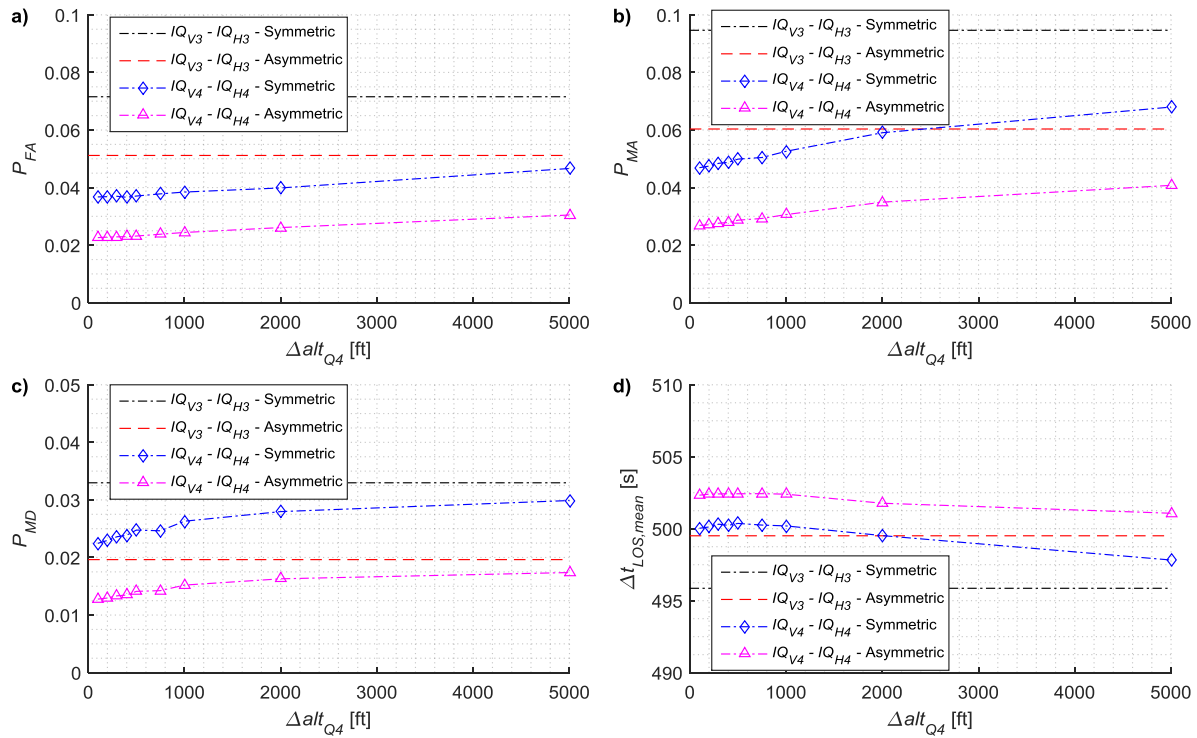 a)
0.1
0.08
0.06
0.04
0.02
0
P_FA
IQ_V3 - IQ_H3 - Symmetric
IQ_V3 - IQ_H3 - Asymmetric
IQ_V4 - IQ_H4 - Symmetric
IQ_V4 - IQ_H4 - Asymmetric
0 1000 2000 3000 4000 5000
Δalt_Q4 [ft]
b)
0.1
0.08
0.06
0.04
0.02
0
P_MA
IQ_V3 - IQ_H3 - Symmetric
IQ_V3 - IQ_H3 - Asymmetric
IQ_V4 - IQ_H4 - Symmetric
IQ_V4 - IQ_H4 - Asymmetric
0 1000 2000 3000 4000 5000
Δalt_Q4 [ft]
c)
0.05
0.04
0.03
0.02
0.01
0
P_MD
IQ_V3 - IQ_H3 - Symmetric
IQ_V3 - IQ_H3 - Asymmetric
IQ_V4 - IQ_H4 - Symmetric
IQ_V4 - IQ_H4 - Asymmetric
0 1000 2000 3000 4000 5000
Δalt_Q4 [ft]
d)
510
505
500
495
490
Δt_LOS,mean [s]
IQ_V3 - IQ_H3 - Symmetric
IQ_V3 - IQ_H3 - Asymmetric
IQ_V4 - IQ_H4 - Symmetric
IQ_V4 - IQ_H4 - Asymmetric
0 1000 2000 3000 4000 5000
Δalt_Q4 [ft]